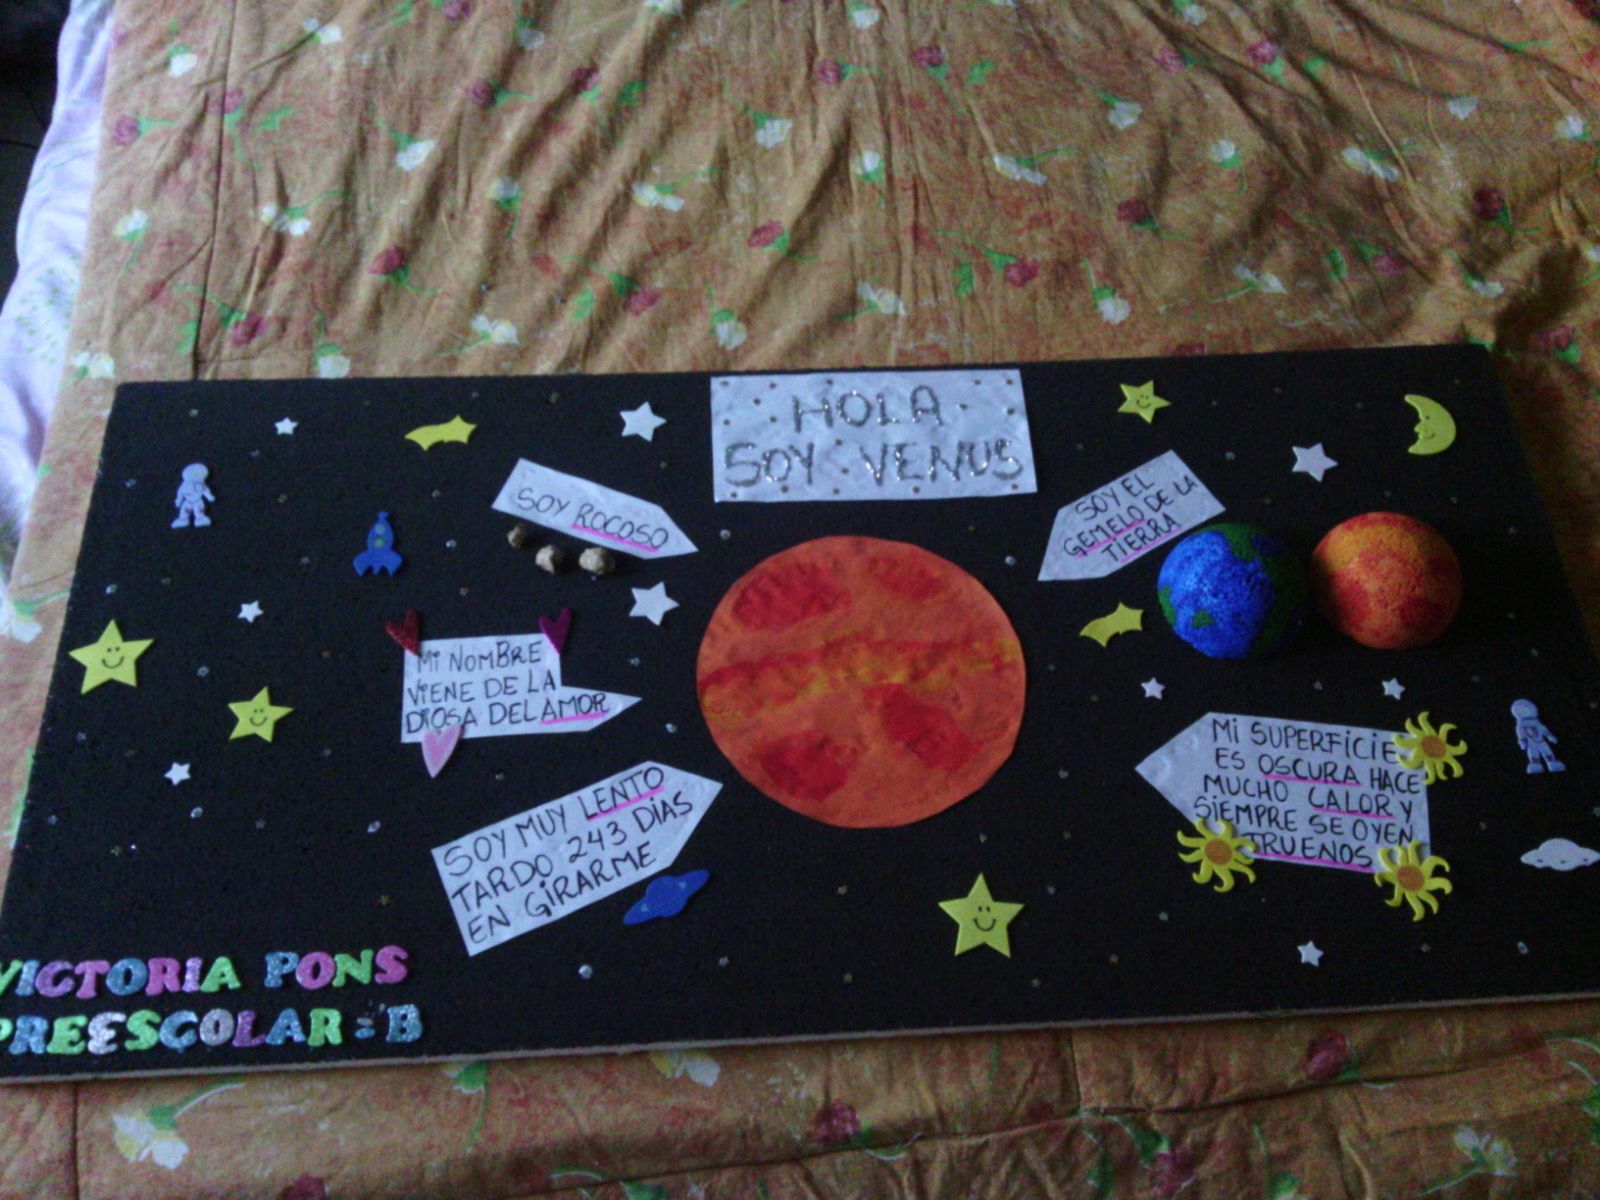 HOLA
SOY VENUS
SOY ROCOSO
SOY EL
GEMELO DE LA
TIERRA
Mi NOMBRE
ViENE DE LA
DiOSA DEL AMOR
MI SUPERFiCiE
ES OSCURA HACE
MUCHO CALOR Y
SiEMPRE SE OYEN
TRUENOS
SOY MUY LENTO
TARDO 243 DÍAS
EN GiRARME
VICTORIA PONS
PREESCOLAR "B